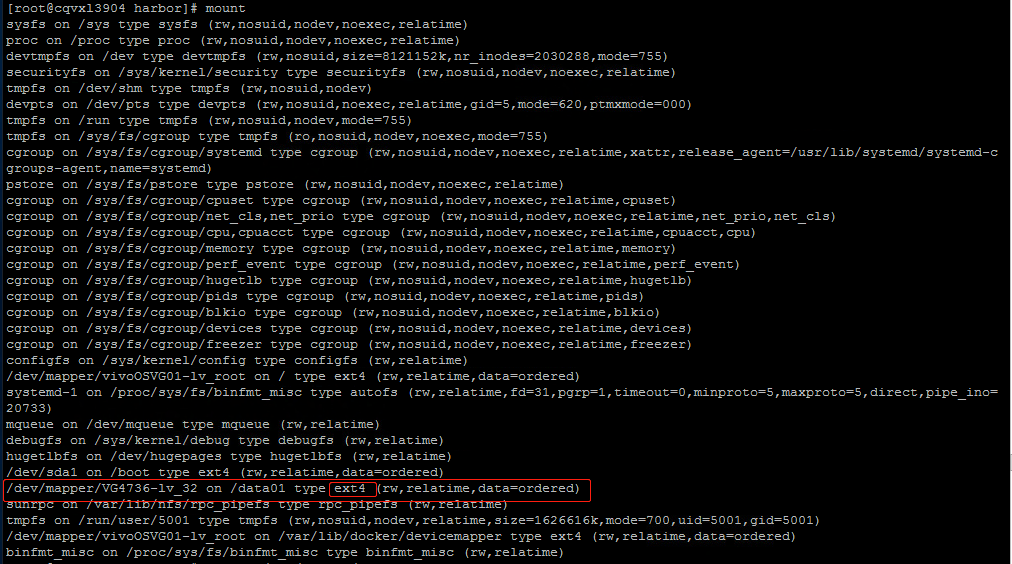 [root@cqvxl3904 harbor]# mount
sysfs on /sys type sysfs (rw,nosuid,nodev,noexec,relatime)
proc on /proc type proc (rw,nosuid,nodev,noexec,relatime)
devtmpfs on /dev type devtmpfs (rw,nosuid,size=8121152k,nr_inodes=2030288,mode=755)
securityfs on /sys/kernel/security type securityfs (rw,nosuid,nodev,noexec,relatime)
tmpfs on /dev/shm type tmpfs (rw,nosuid,nodev)
devpts on /dev/pts type devpts (rw,nosuid,noexec,relatime,gid=5,mode=620,ptmxmode=000)
tmpfs on /run type tmpfs (rw,nosuid,nodev,mode=755)
tmpfs on /sys/fs/cgroup type tmpfs (ro,nosuid,nodev,noexec,mode=755)
cgroup on /sys/fs/cgroup/systemd type cgroup (rw,nosuid,nodev,noexec,relatime,xattr,release_agent=/usr/lib/systemd/systemd-c
groups-agent,name=systemd)
pstore on /sys/fs/pstore type pstore (rw,nosuid,nodev,noexec,relatime)
cgroup on /sys/fs/cgroup/cpuset type cgroup (rw,nosuid,nodev,noexec,relatime,cpuset)
cgroup on /sys/fs/cgroup/net_cls,net_prio type cgroup (rw,nosuid,nodev,noexec,relatime,net_prio,net_cls)
cgroup on /sys/fs/cgroup/cpu,cpuacct type cgroup (rw,nosuid,nodev,noexec,relatime,cpuacct,cpu)
cgroup on /sys/fs/cgroup/memory type cgroup (rw,nosuid,nodev,noexec,relatime,memory)
cgroup on /sys/fs/cgroup/perf_event type cgroup (rw,nosuid,nodev,noexec,relatime,perf_event)
cgroup on /sys/fs/cgroup/hugetlb type cgroup (rw,nosuid,nodev,noexec,relatime,hugetlb)
cgroup on /sys/fs/cgroup/pids type cgroup (rw,nosuid,nodev,noexec,relatime,pids)
cgroup on /sys/fs/cgroup/blkio type cgroup (rw,nosuid,nodev,noexec,relatime,blkio)
cgroup on /sys/fs/cgroup/devices type cgroup (rw,nosuid,nodev,noexec,relatime,devices)
cgroup on /sys/fs/cgroup/freezer type cgroup (rw,nosuid,nodev,noexec,relatime,freezer)
configfs on /sys/kernel/config type configfs (rw,relatime)
/dev/mapper/vivoOSVG01-lv_root on / type ext4 (rw,relatime,data=ordered)
systemd-1 on /proc/sys/fs/binfmt_misc type autofs (rw,relatime,fd=31,pgrp=1,timeout=0,minproto=5,maxproto=5,direct,pipe_ino=
20733)
mqueue on /dev/mqueue type mqueue (rw,relatime)
debugfs on /sys/kernel/debug type debugfs (rw,relatime)
hugetlbfs on /dev/hugepages type hugetlbfs (rw,relatime)
/dev/sda1 on /boot type ext4 (rw,relatime,data=ordered)
/dev/mapper/VG4736-lv_32 on /data01 type ext4 (rw,relatime,data=ordered)
sunrpc on /var/lib/nfs/rpc_pipefs type rpc_pipefs (rw,relatime)
tmpfs on /run/user/5001 type tmpfs (rw,nosuid,nodev,relatime,size=1626616k,mode=700,uid=5001,gid=5001)
/dev/mapper/vivoOSVG01-lv_root on /var/lib/docker/devicemapper type ext4 (rw,relatime,data=ordered)
binfmt_misc on /proc/sys/fs/binfmt_misc type binfmt_misc (rw,relatime)